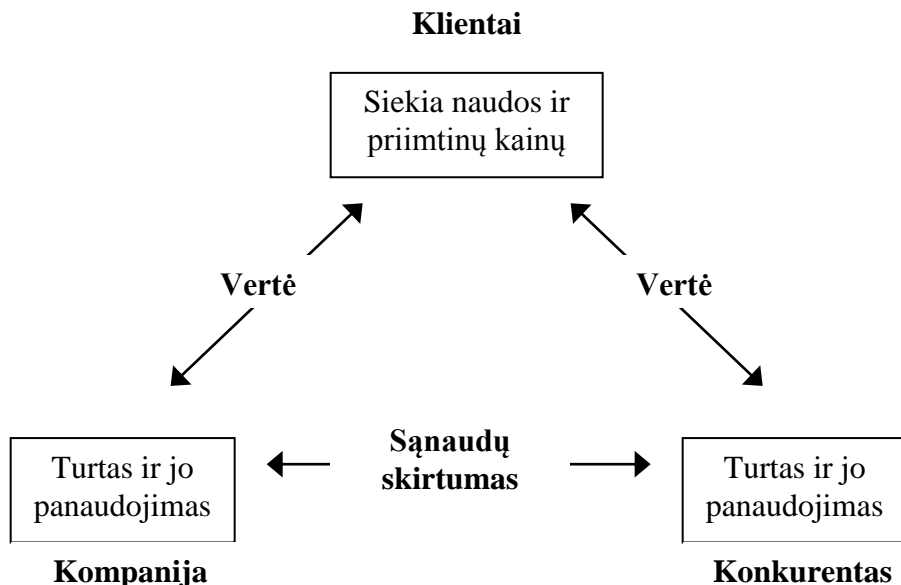 Klientai
Siekia naudos ir
priimtinų kainų
Vertė
Vertė
Sąnaudų
skirtumas
Turtas ir jo
panaudojimas
Turtas ir jo
panaudojimas
Kompanija
Konkurentas